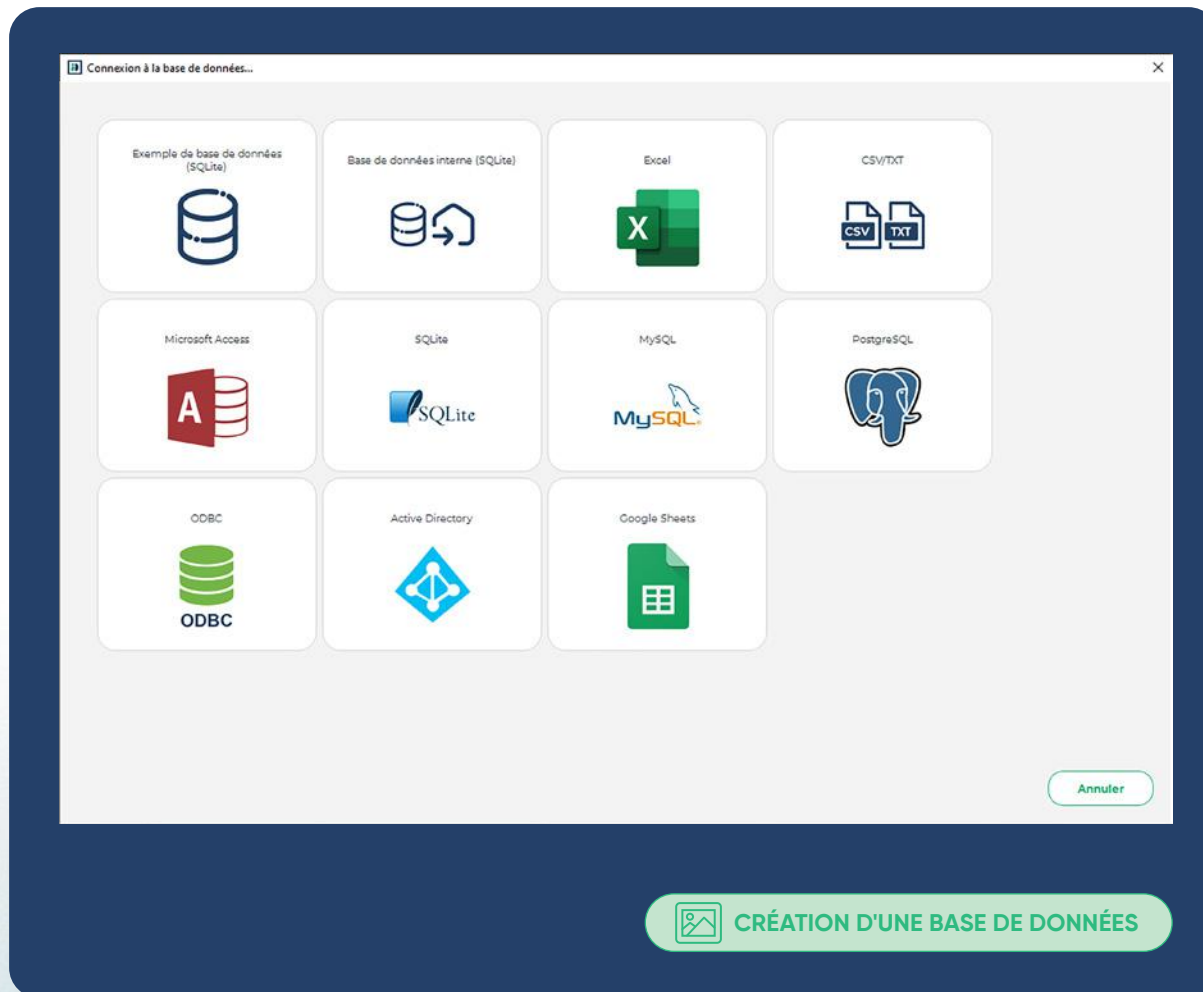 Connexion à la base de données...
Exemple de base de données
(SQLite)
Base de données interne (SQLite)
Excel
CSV/TXT
X
CSV
TXT
Microsoft Access
SQLite
MySQL
PostgreSQL
A
SQLite
MySQL
ODBC
Active Directory
Google Sheets
ODBC
Annuler
CRÉATION D'UNE BASE DE DONNÉES